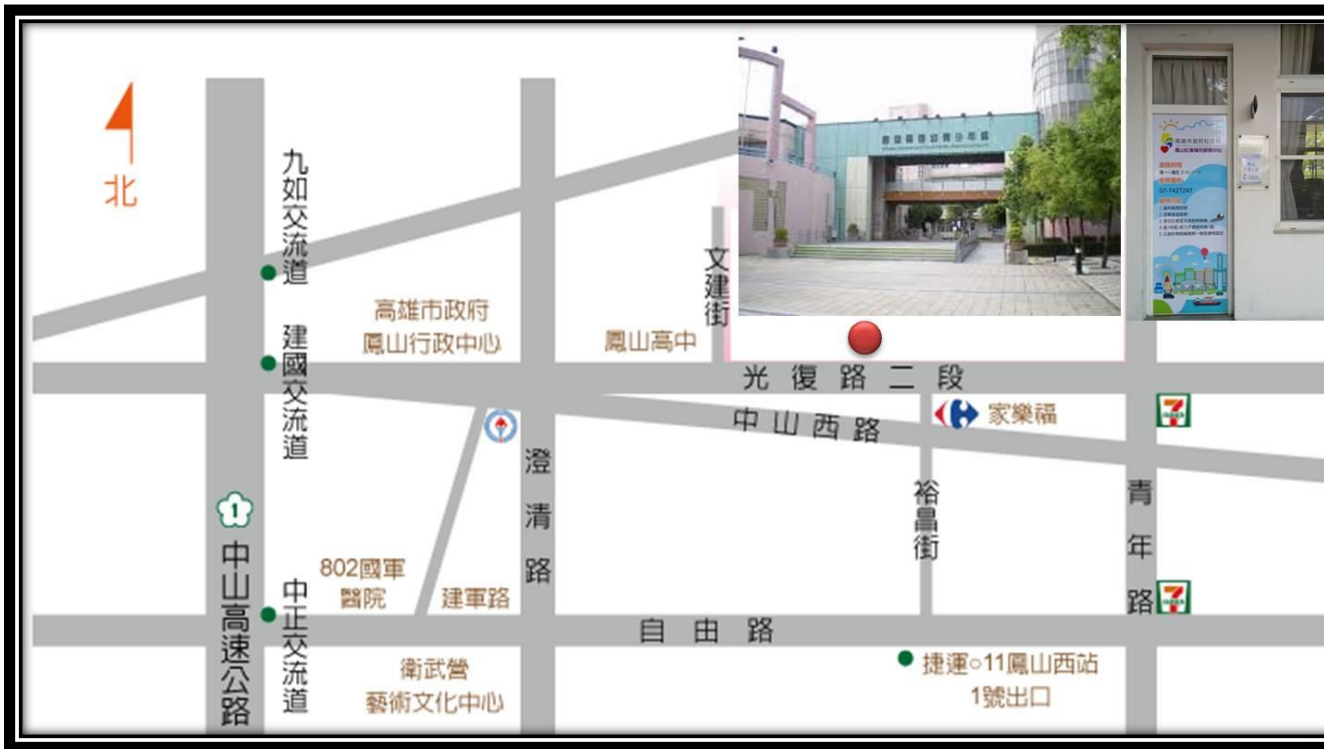 北
九如交流道
建國交流道
中正交流道
1
中山高速公路
高雄市政府
鳳山行政中心
鳳山高中
文建街
光復路二段
中山西路
家樂福
7
澄清路
裕昌街
青年路
7
802國軍
醫院
建軍路
自由路
衛武營
藝術文化中心
捷運○11鳳山西站
1號出口
07-7427247